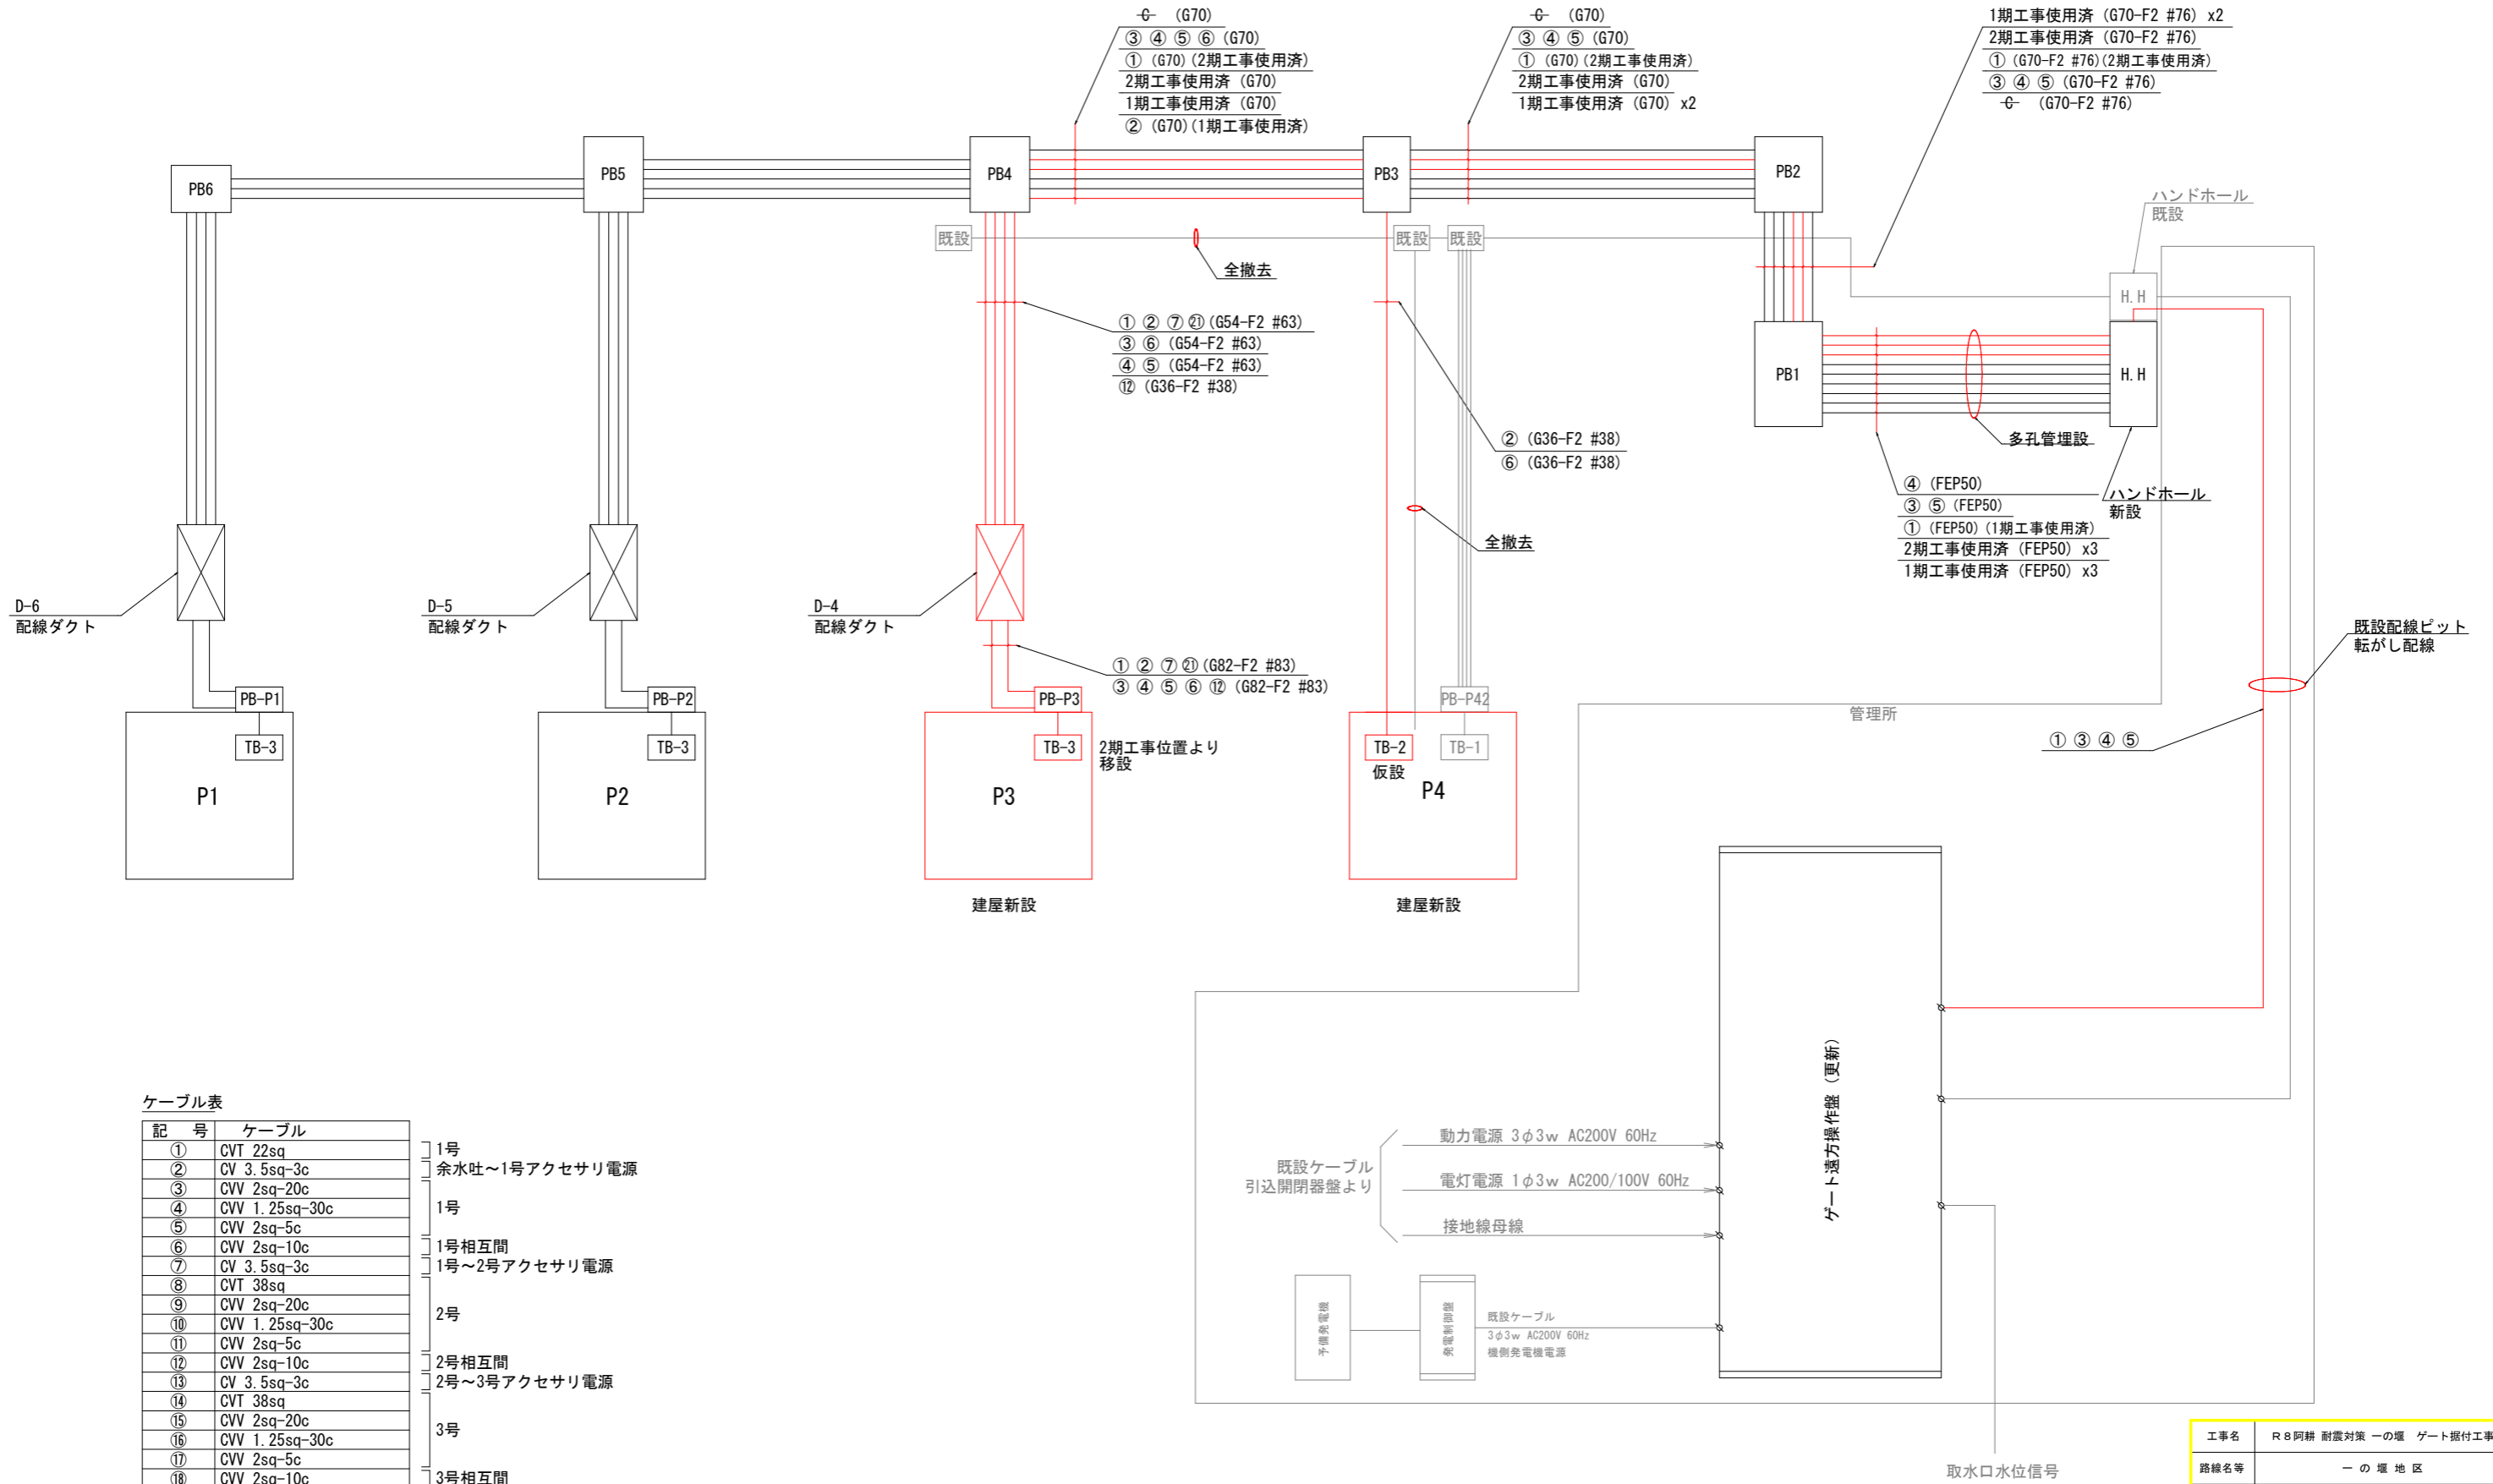 C (G70)
③ ④ ⑤ ⑥ (G70)
① (G70)(2期工事使用済)
2期工事使用済 (G70)
1期工事使用済 (G70)
② (G70)(1期工事使用済)
C (G70)
③ ④ ⑤ (G70)
① (G70)(2期工事使用済)
2期工事使用済 (G70)
1期工事使用済 (G70) x2
1期工事使用済 (G70-F2 #76) x2
2期工事使用済 (G70-F2 #76)
① (G70-F2 #76)(2期工事使用済)
③ ④ ⑤ (G70-F2 #76)
C (G70-F2 #76)
PB6
PB5
PB4
PB3
PB2
ハンドホール
既設
既設
既設
既設
全撤去
H.H
① ② ⑦ ㉑ (G54-F2 #63)
③ ⑥ (G54-F2 #63)
④ ⑤ (G54-F2 #63)
⑫ (G36-F2 #38)
PB1
H.H
② (G36-F2 #38)
⑥ (G36-F2 #38)
多孔管埋設
④ (FEP50)
③ ⑤ (FEP50)
① (FEP50)(1期工事使用済)
2期工事使用済 (FEP50) x3
1期工事使用済 (FEP50) x3
ハンドホール
新設
全撤去
D-6
配線ダクト
D-5
配線ダクト
D-4
配線ダクト
既設配線ピット
転がし配線
① ② ⑦ ㉑ (G82-F2 #83)
③ ④ ⑤ ⑥ ⑫ (G82-F2 #83)
PB-P1
PB-P2
PB-P3
PB-P42
管理所
① ③ ④ ⑤
TB-3
TB-3
TB-3
2期工事位置より
移設
TB-2
仮設
TB-1
P1
P2
P3
P4
建屋新設
建屋新設
ゲート遠方操作盤 (更新)
既設ケーブル
引込開閉器盤より
動力電源 3φ3w AC200V 60Hz
電灯電源 1φ3w AC200/100V 60Hz
接地線母線
予備発電機
発電制御盤
既設ケーブル
3φ3w AC200V 60Hz
機側発電機電源
取水口水位信号
ケーブル表
記 号 ケーブル
① CVT 22sq 1号
② CV 3.5sq-3c 余水吐～1号アクセサリ電源
③ CVV 2sq-20c
④ CVV 1.25sq-30c 1号
⑤ CVV 2sq-5c
⑥ CVV 2sq-10c 1号相互間
⑦ CV 3.5sq-3c 1号～2号アクセサリ電源
⑧ CVT 38sq
⑨ CVV 2sq-20c 2号
⑩ CVV 1.25sq-30c
⑪ CVV 2sq-5c
⑫ CVV 2sq-10c 2号相互間
⑬ CV 3.5sq-3c 2号～3号アクセサリ電源
⑭ CVT 38sq
⑮ CVV 2sq-20c 3号
⑯ CVV 1.25sq-30c
⑰ CVV 2sq-5c
⑱ CVV 2sq-10c 3号相互間
工事名 R8阿耕 耐震対策 一の堰 ゲート据付工事
路線名等 一の堰地区